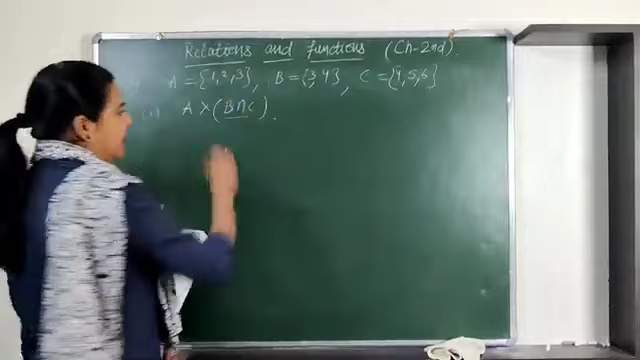 Relations and functions (Ch-2nd).
A = {1,2,3}, B = {3,4}, C = {4,5,6}
(i) A × (B∩C).